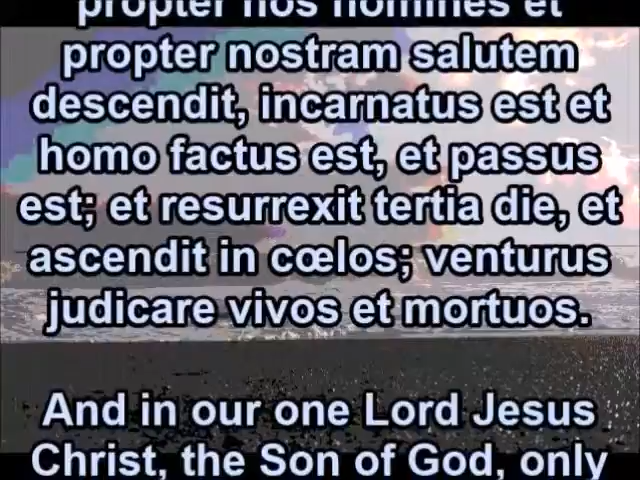 propter nos homines et
propter nostram salutem
descendit, incarnatus est et
homo factus est, et passus
est; et resurrexit tertia die, et
ascendit in cœlos; venturus
judicare vivos et mortuos.
And in our one Lord Jesus
Christ, the Son of God, only